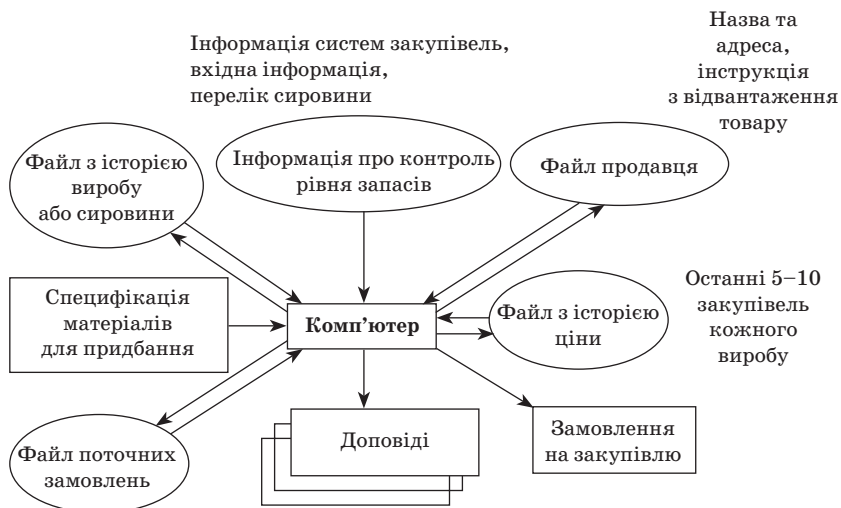 Інформація систем закупівель,
вхідна інформація,
перелік сировини
Назва та
адреса,
інструкція
з відвантаження
товару
Файл з історією
виробу
або сировини
Інформація про контроль
рівня запасів
Файл продавця
Специфікація
матеріалів
для придбання
Комп’ютер
Файл з історією
ціни
Останні 5–10
закупівель
кожного
виробу
Файл поточних
замовлень
Доповіді
Замовлення
на закупівлю